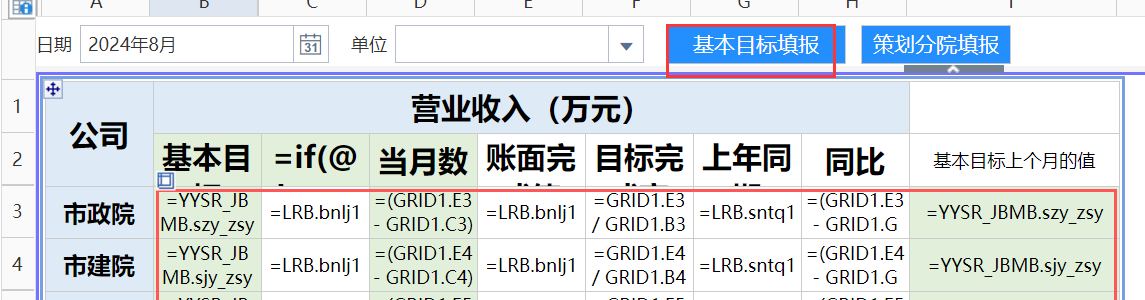 A B C D E F G H I
日期 2024年8月 31 单位 基本目标填报 策划分院填报
1 公司 营业收入（万元）
2 基本目 =if(@ 当月数 账面完 目标完 上年同 同比 基本目标上个月的值
3 市政院 =YYSR_JB =LRB.bnlj1 =(GRID1.E3 =LRB.bnlj1 =GRID1.E3 =LRB.sntq1 =(GRID1.E3 =YYSR_JBMB.szy_zsy
MB.szy_zsy - GRID1.C3) / GRID1.B3 - GRID1.G
4 市建院 =YYSR_JB =LRB.bnlj1 =(GRID1.E4 =LRB.bnlj1 =GRID1.E4 =LRB.sntq1 =(GRID1.E4 =YYSR_JBMB.sjy_zsy
MB.sjy_zsy - GRID1.C4) / GRID1.B4 - GRID1.G